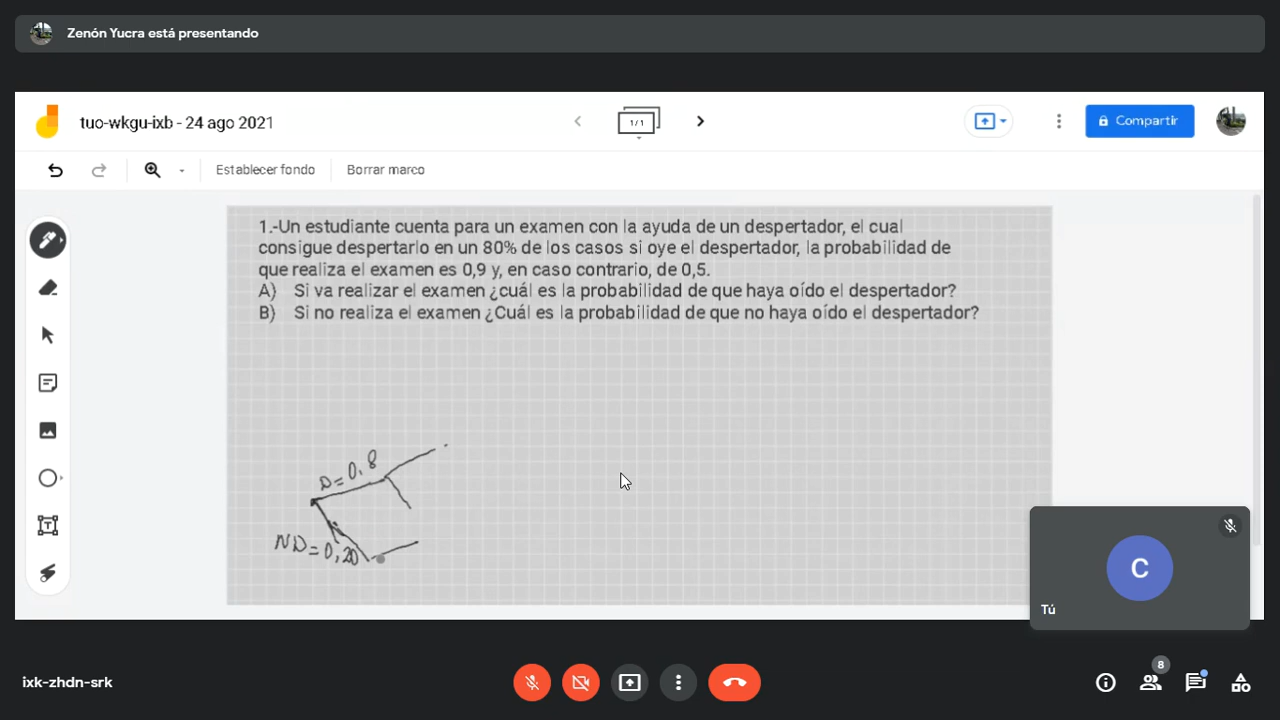 Zenón Yucra está presentando
tuo-wkgu-ixb - 24 ago 2021
1/1
Compartir
Establecer fondo
Borrar marco
1.-Un estudiante cuenta para un examen con la ayuda de un despertador, el cual
consigue despertarlo en un 80% de los casos si oye el despertador, la probabilidad de
que realiza el examen es 0,9 y, en caso contrario, de 0,5.
A) Si va realizar el examen ¿cuál es la probabilidad de que haya oído el despertador?
B) Si no realiza el examen ¿Cuál es la probabilidad de que no haya oído el despertador?
D=0,8
ND=0,20
C
Tú
ixk-zhdn-srk
8